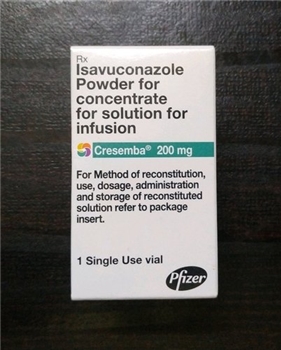 Rx
Isavuconazole
Powder for
concentrate
for solution for
infusion
Cresemba® 200 mg
For Method of reconstitution,
use, dosage, administration
and storage of reconstituted
solution refer to package
insert.
1 Single Use vial
Pfizer